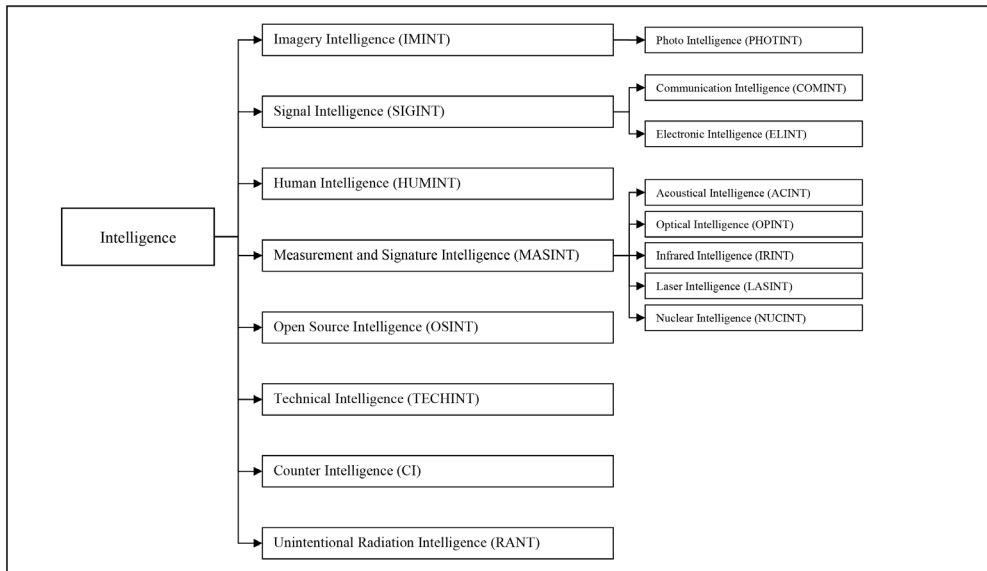 Intelligence
Imagery Intelligence (IMINT)
Photo Intelligence (PHOTINT)
Signal Intelligence (SIGINT)
Communication Intelligence (COMINT)
Electronic Intelligence (ELINT)
Human Intelligence (HUMINT)
Measurement and Signature Intelligence (MASINT)
Acoustical Intelligence (ACINT)
Optical Intelligence (OPINT)
Infrared Intelligence (IRINT)
Laser Intelligence (LASINT)
Nuclear Intelligence (NUCINT)
Open Source Intelligence (OSINT)
Technical Intelligence (TECHINT)
Counter Intelligence (CI)
Unintentional Radiation Intelligence (RANT)